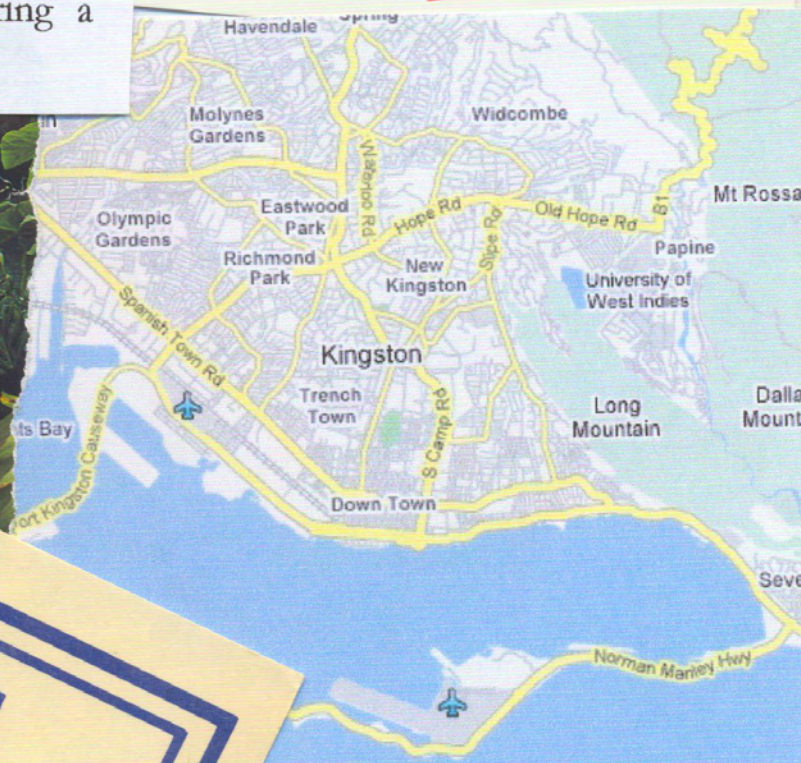 ring a
Spring
Havendale
Molynes
Gardens
Widcombe
Waterloo Rd
Olympic
Gardens
Eastwood
Park
Hope Rd
Slipe Rd
Old Hope Rd
B1
Mt Rossa
Richmond
Park
New
Kingston
Papine
University of
West Indies
Spanish Town Rd
Kingston
Trench
Town
S Camp Rd
Long
Mountain
Dalla
Mount
ts Bay
Port Kingston Causeway
Down Town
Seve
Norman Manley Hwy